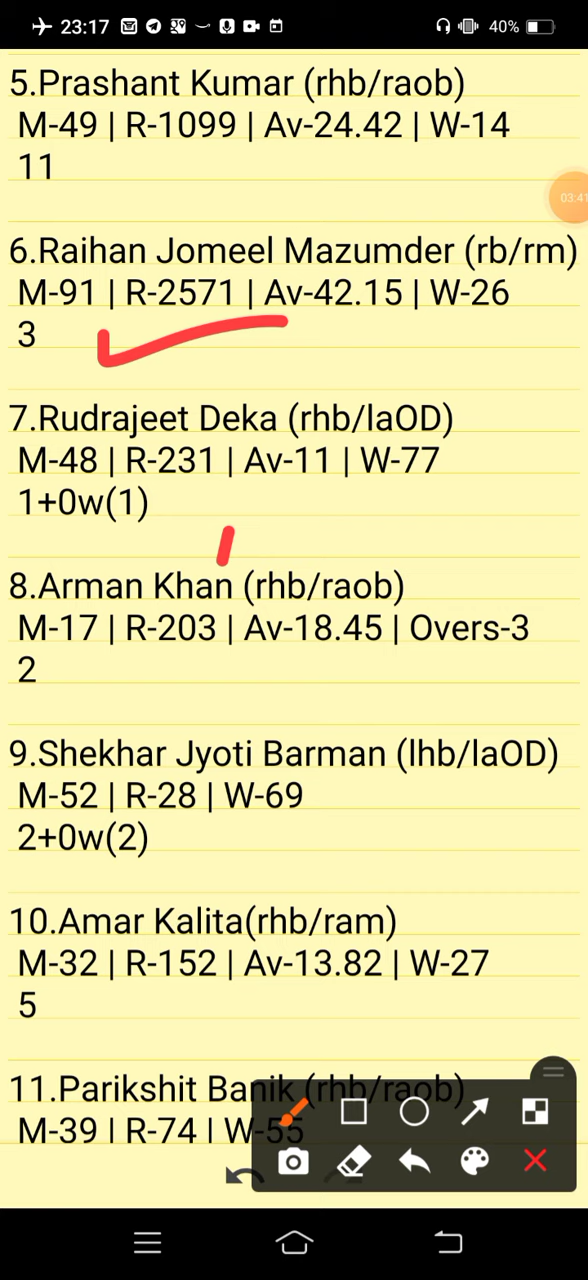 23:17
40%
5.Prashant Kumar (rhb/raob)
M-49 | R-1099 | Av-24.42 | W-14
11
03:41
6.Raihan Jomeel Mazumder (rb/rm)
M-91 | R-2571 | Av-42.15 | W-26
3
7.Rudrajeet Deka (rhb/laOD)
M-48 | R-231 | Av-11 | W-77
1+0w(1)
8.Arman Khan (rhb/raob)
M-17 | R-203 | Av-18.45 | Overs-3
2
9.Shekhar Jyoti Barman (lhb/laOD)
M-52 | R-28 | W-69
2+0w(2)
10.Amar Kalita(rhb/ram)
M-32 | R-152 | Av-13.82 | W-27
5
11.Parikshit Banik (rhb/raob)
M-39 | R-74 | W-55